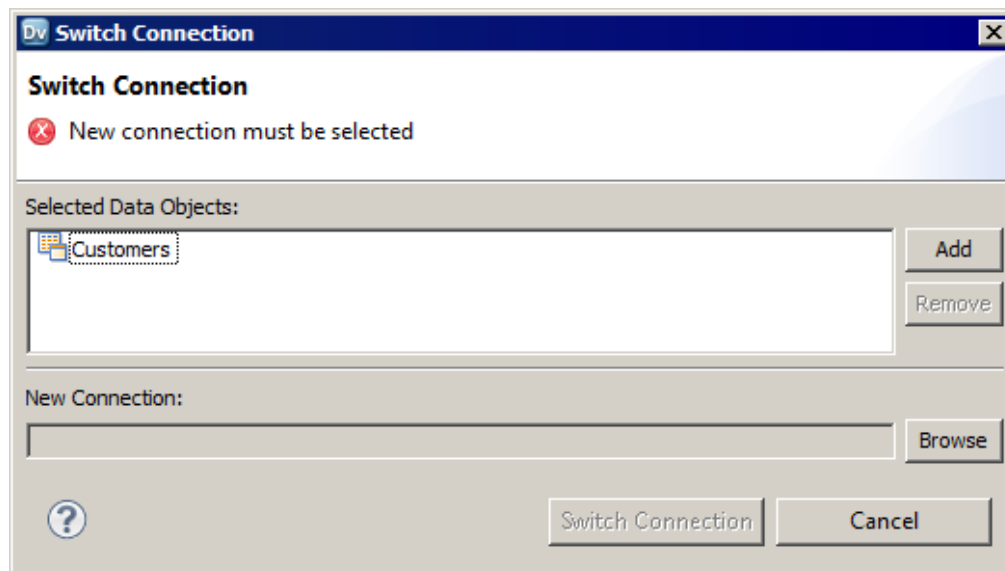 Dv Switch Connection
Switch Connection
New connection must be selected
Selected Data Objects:
Customers
Add
Remove
New Connection:
Browse
?
Switch Connection
Cancel